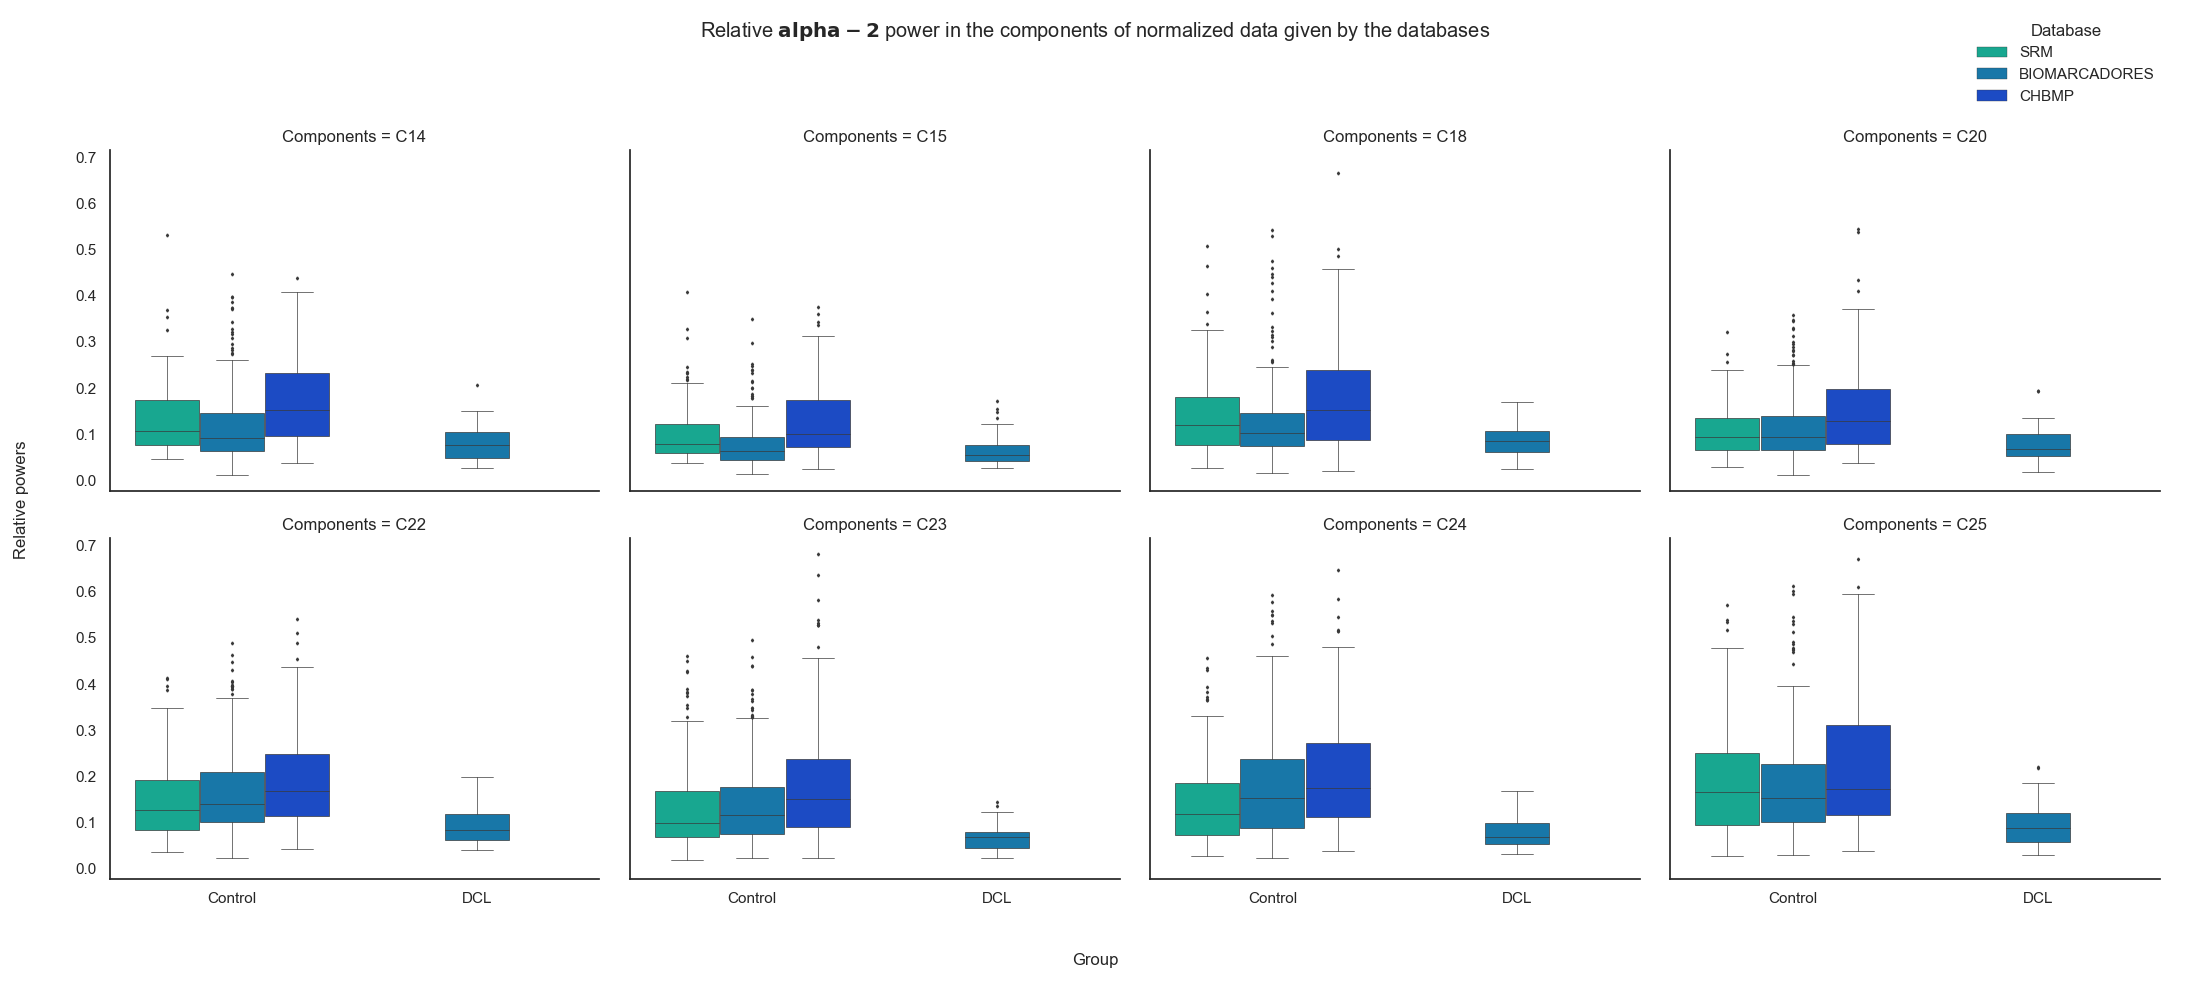 Relative alpha − 2 power in the components of normalized data given by the databases
Database
SRM
BIOMARCADORES
CHBMP
Components = C14
Components = C15
Components = C18
Components = C20
0.7
0.6
0.5
0.4
0.3
0.2
0.1
0.0
Relative powers
Components = C22
Components = C23
Components = C24
Components = C25
0.7
0.6
0.5
0.4
0.3
0.2
0.1
0.0
Control DCL
Control DCL
Control DCL
Control DCL
Group